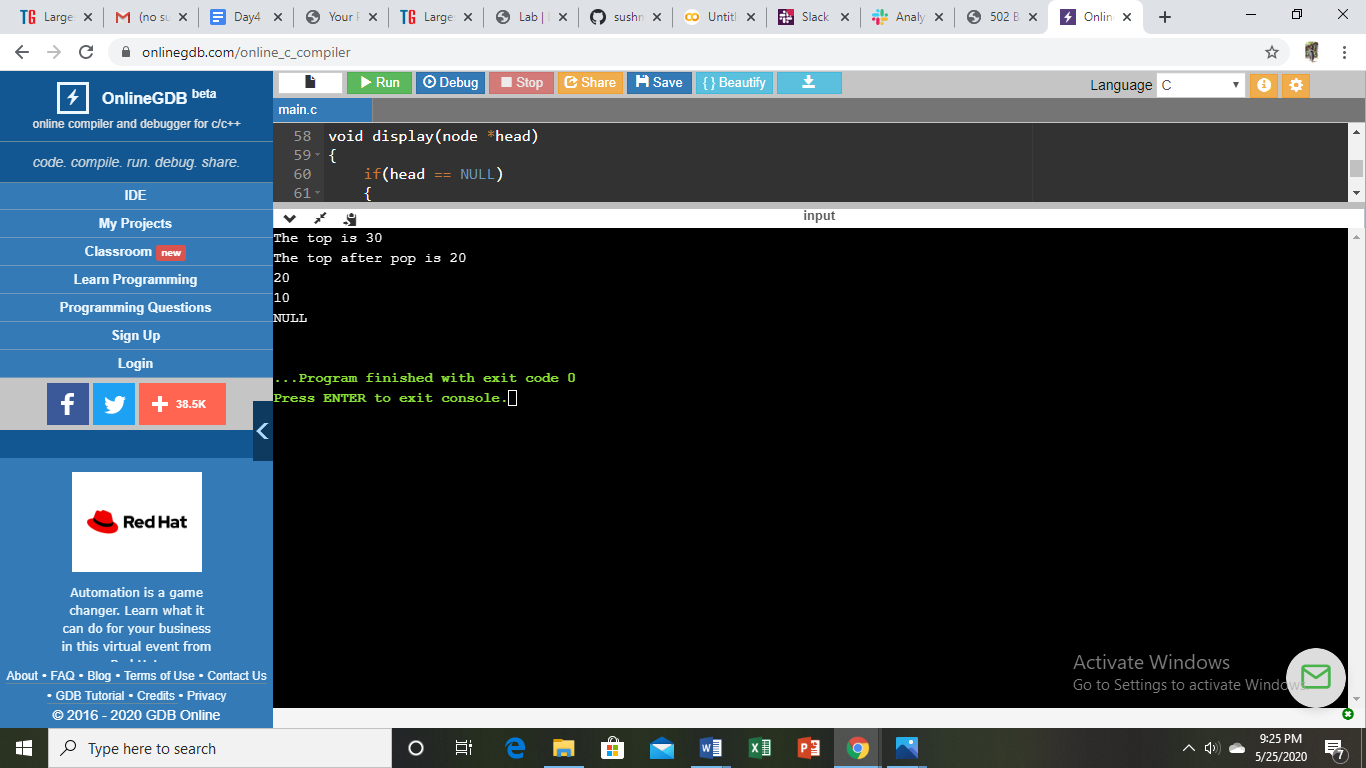 Large
(no su
Day4
Your F
Large
Lab |
sushn
Untitl
Slack
Analy
502 B
Onlin
onlinegdb.com/online_c_compiler
OnlineGDB beta
online compiler and debugger for c/c++
code. compile. run. debug. share.
IDE
My Projects
Classroom new
Learn Programming
Programming Questions
Sign Up
Login
38.5K
Red Hat
Automation is a game
changer. Learn what it
can do for your business
in this virtual event from
About • FAQ • Blog • Terms of Use • Contact Us
• GDB Tutorial • Credits • Privacy
© 2016 - 2020 GDB Online
Run Debug Stop Share Save { } Beautify
Language C
main.c
58 void display(node *head)
59 {
60 if(head == NULL)
61 {
input
The top is 30
The top after pop is 20
20
10
NULL
...Program finished with exit code 0
Press ENTER to exit console.
Activate Windows
Go to Settings to activate Windows.
Type here to search
9:25 PM
5/25/2020
7